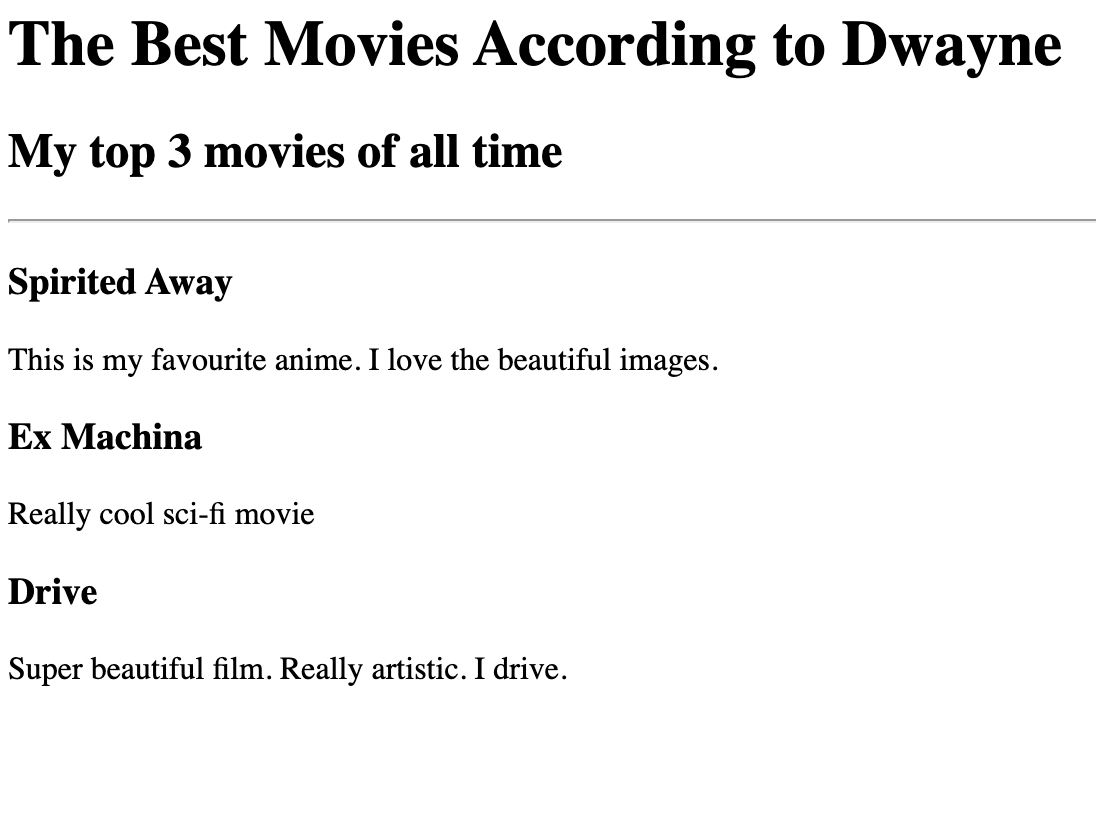 The Best Movies According to Dwayne
My top 3 movies of all time
Spirited Away
This is my favourite anime. I love the beautiful images.
Ex Machina
Really cool sci-fi movie
Drive
Super beautiful film. Really artistic. I drive.